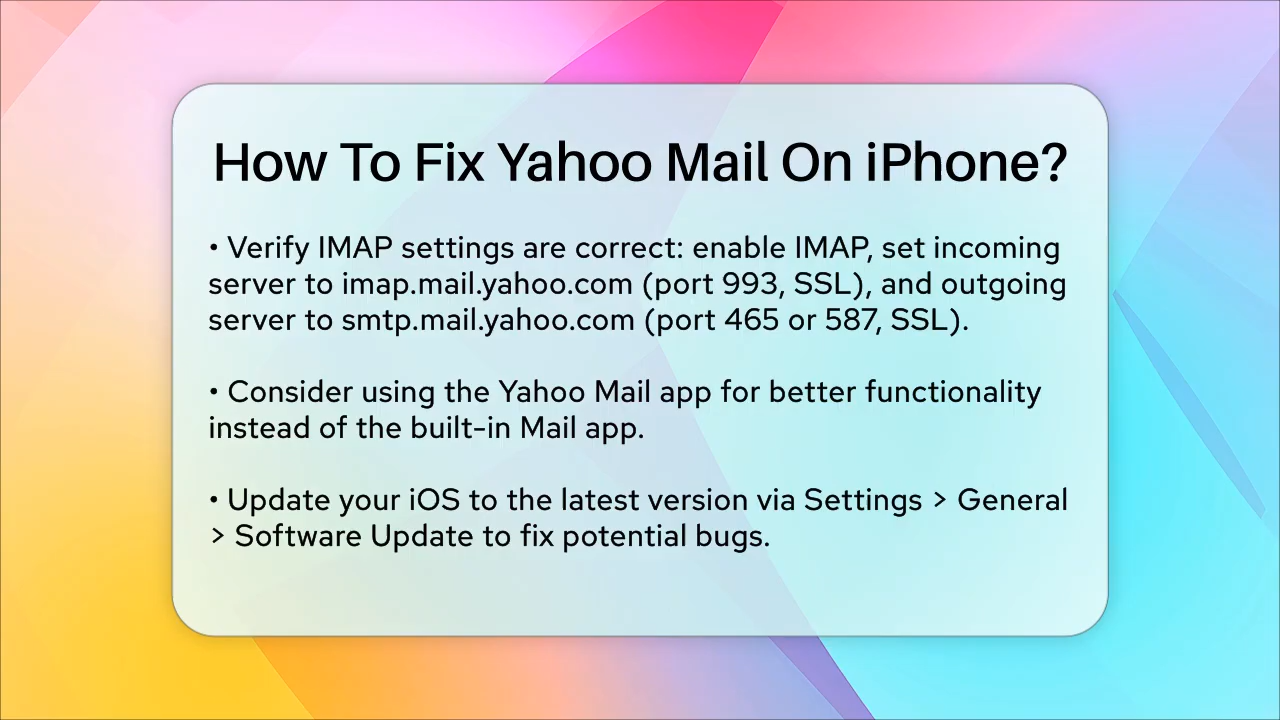 How To Fix Yahoo Mail On iPhone?
• Verify IMAP settings are correct: enable IMAP, set incoming
server to imap.mail.yahoo.com (port 993, SSL), and outgoing
server to smtp.mail.yahoo.com (port 465 or 587, SSL).
• Consider using the Yahoo Mail app for better functionality
instead of the built-in Mail app.
• Update your iOS to the latest version via Settings > General
> Software Update to fix potential bugs.